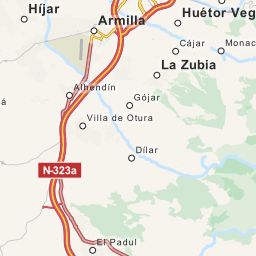 Híjar
Huétor Veg
Armilla
Cájar
Monac
La Zubia
Alhendín
Gójar
á
Villa de Otura
Dílar
N-323a
El Padul